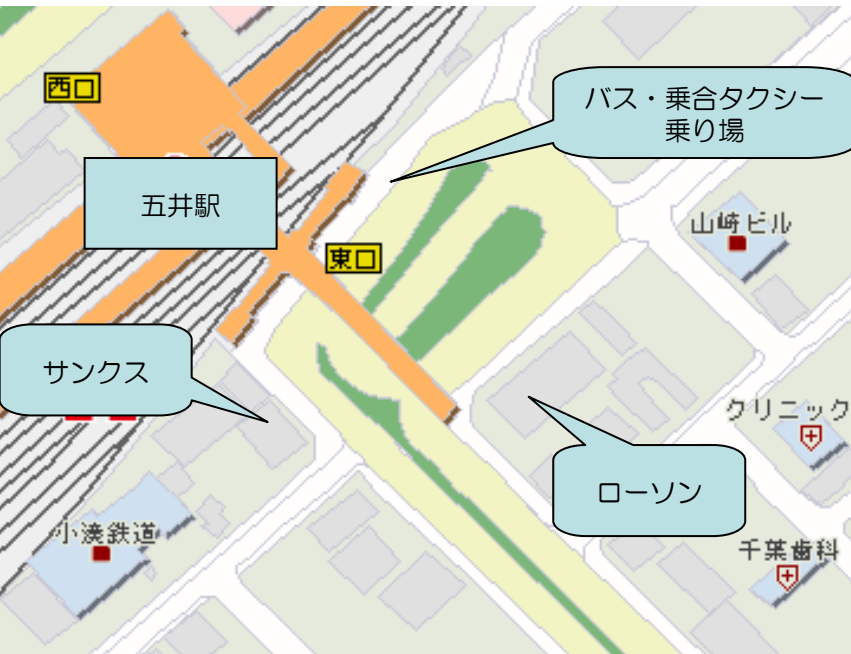 西口
バス・乗合タクシー
乗り場
五井駅
山崎ビル
東口
サンクス
クリニック
ローソン
小湊鉄道
千葉歯科